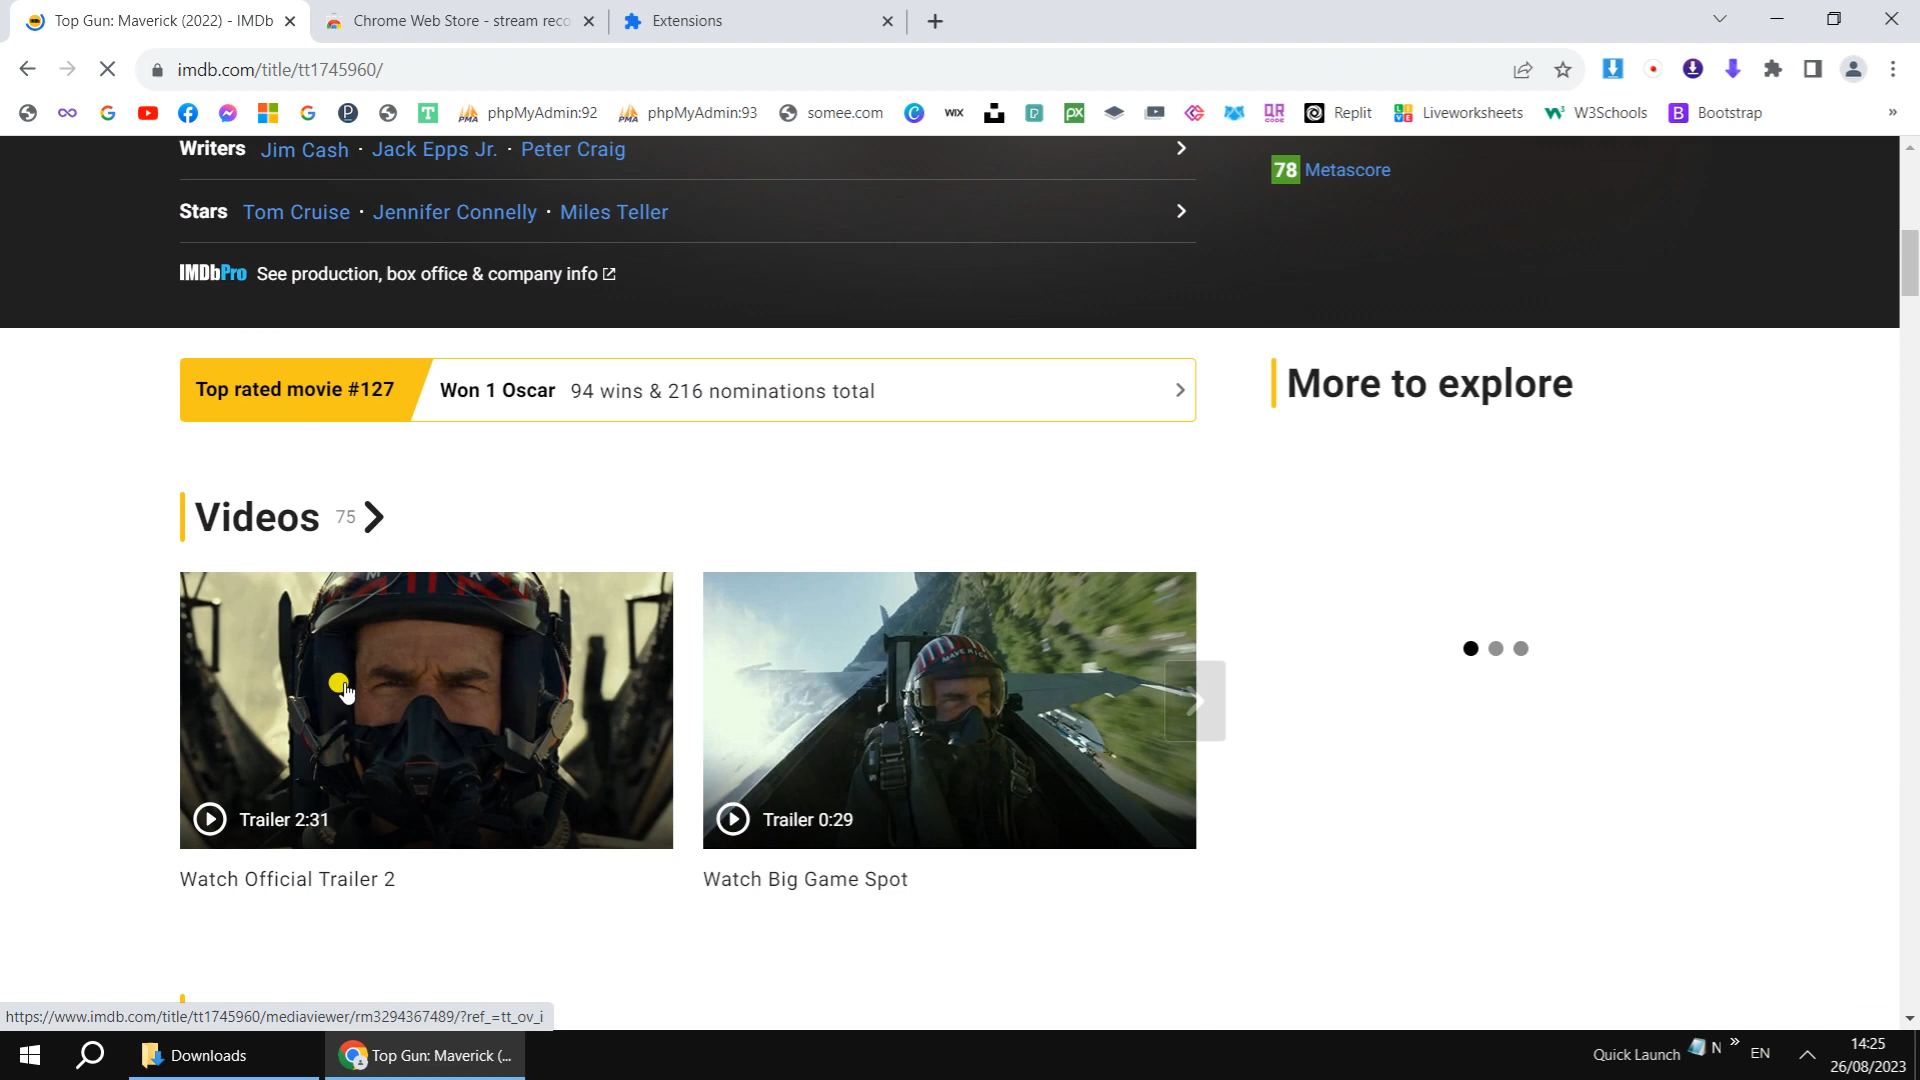 Top Gun: Maverick (2022) - IMDb
Chrome Web Store - stream reco
Extensions
imdb.com/title/tt1745960/
phpMyAdmin:92
phpMyAdmin:93
somee.com
WIX
Replit
Liveworksheets
W3Schools
Bootstrap
»
Writers Jim Cash · Jack Epps Jr. · Peter Craig
78 Metascore
Stars Tom Cruise · Jennifer Connelly · Miles Teller
IMDbPro See production, box office & company info
Top rated movie #127 Won 1 Oscar 94 wins & 216 nominations total
More to explore
Videos 75
Trailer 2:31
Trailer 0:29
Watch Official Trailer 2
Watch Big Game Spot
https://www.imdb.com/title/tt1745960/mediaviewer/rm3294367489/?ref_=tt_ov_i
Downloads
Top Gun: Maverick (...
Quick Launch
N
»
EN
14:25
26/08/2023